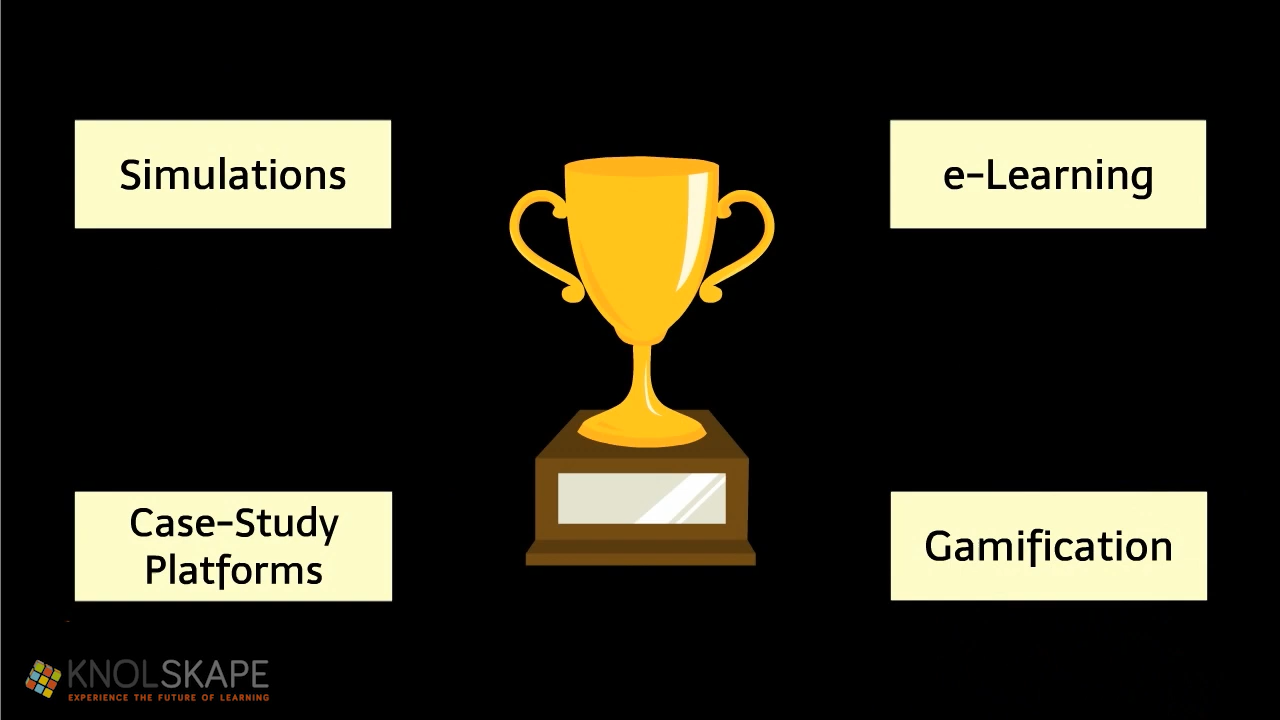 Simulations
e-Learning
Case-Study
Platforms
Gamification
KNOLSKAPE
EXPERIENCE THE FUTURE OF LEARNING